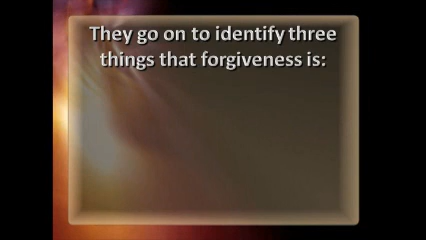 They go on to identify three
things that forgiveness is: